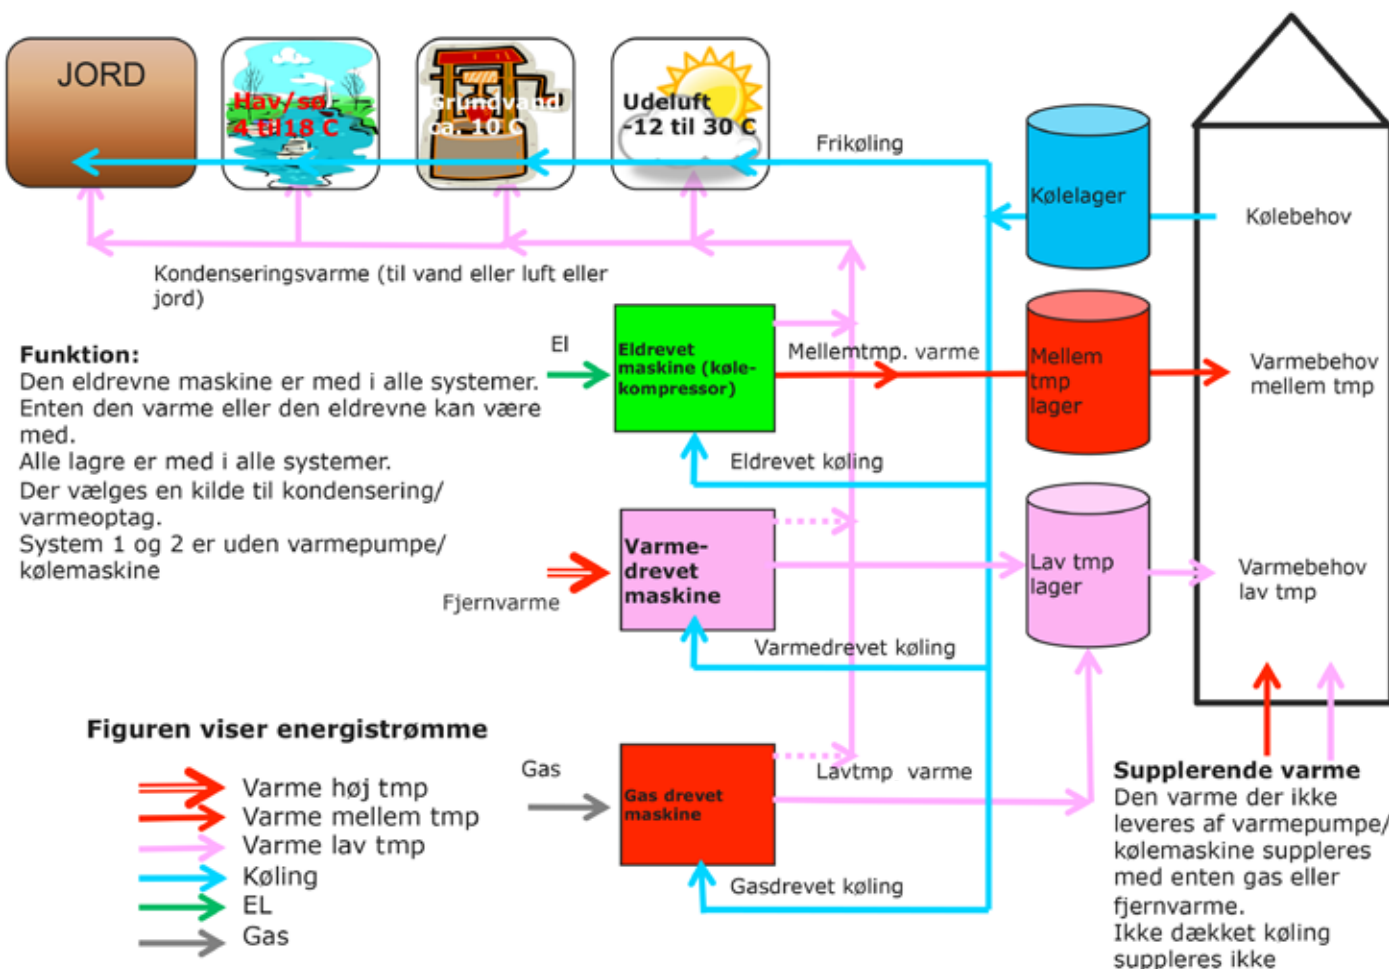 JORD
Hav/sø
4 til18 C
Grundvand
ca. 10 C
Udeluft
-12 til 30 C
Frikøling
Kølelager
Kølebehov
Kondenseringsvarme (til vand eller luft eller
jord)
Funktion:
Den eldrevne maskine er med i alle systemer.
Enten den varme eller den eldrevne kan være
med.
Alle lagre er med i alle systemer.
Der vælges en kilde til kondensering/
varmeoptag.
System 1 og 2 er uden varmepumpe/
kølemaskine
El
Eldrevet
maskine (køle-
kompressor)
Mellemtmp. varme
Mellem
tmp
lager
Varmebehov
mellem tmp
Eldrevet køling
Fjernvarme
Varme-
drevet
maskine
Lav tmp
lager
Varmebehov
lav tmp
Varmedrevet køling
Figuren viser energistrømme
Varme høj tmp
Varme mellem tmp
Varme lav tmp
Køling
EL
Gas
Gas
Gas drevet
maskine
Lavtmp varme
Gasdrevet køling
Supplerende varme
Den varme der ikke
leveres af varmepumpe/
kølemaskine suppleres
med enten gas eller
fjernvarme.
Ikke dækket køling
suppleres ikke